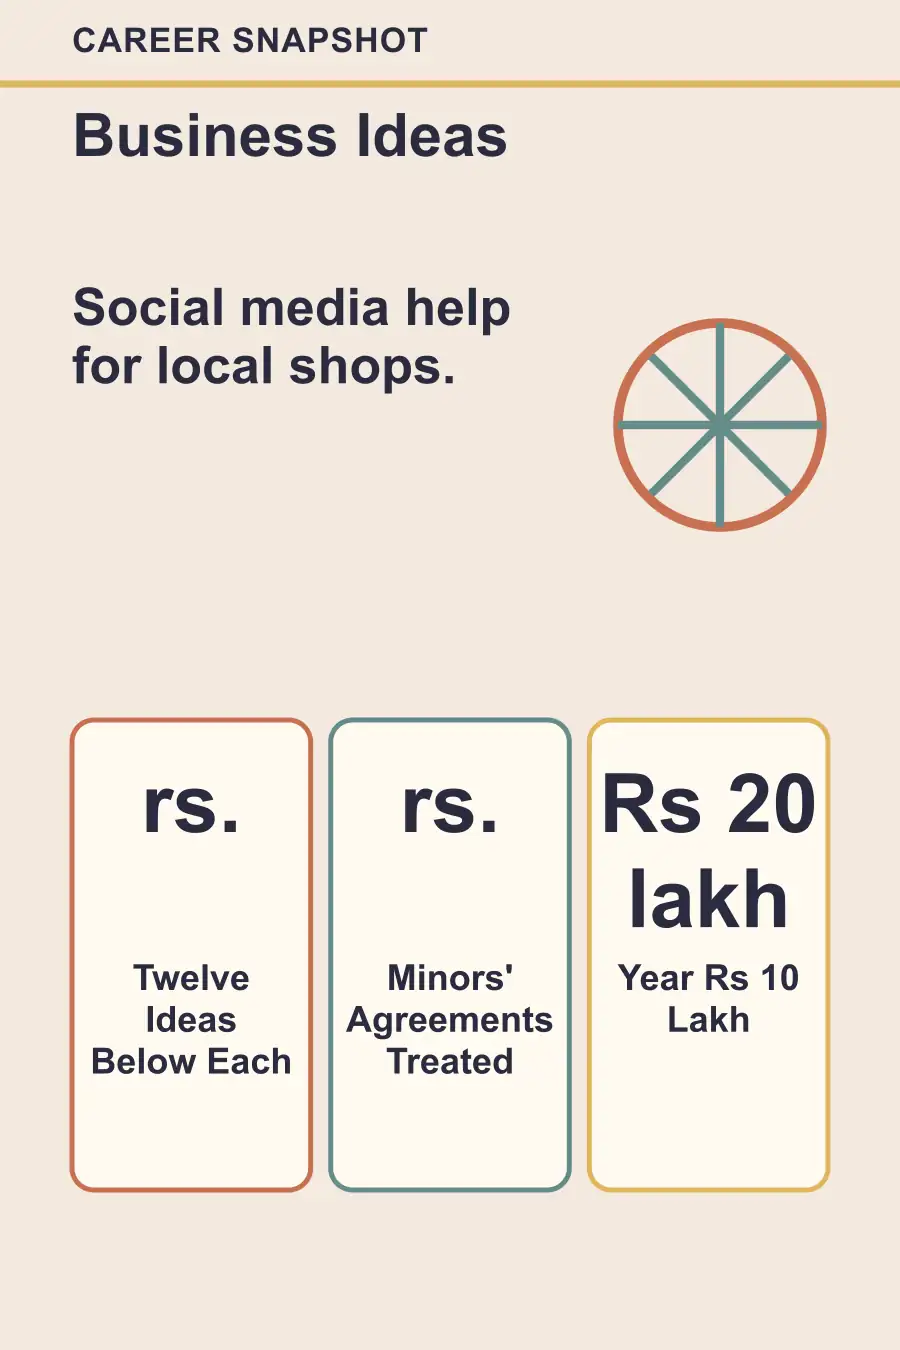 CAREER SNAPSHOT
Business Ideas
Social media help
for local shops.
rs.
Twelve
Ideas
Below Each
rs.
Minors'
Agreements
Treated
Rs 20
lakh
Year Rs 10
Lakh